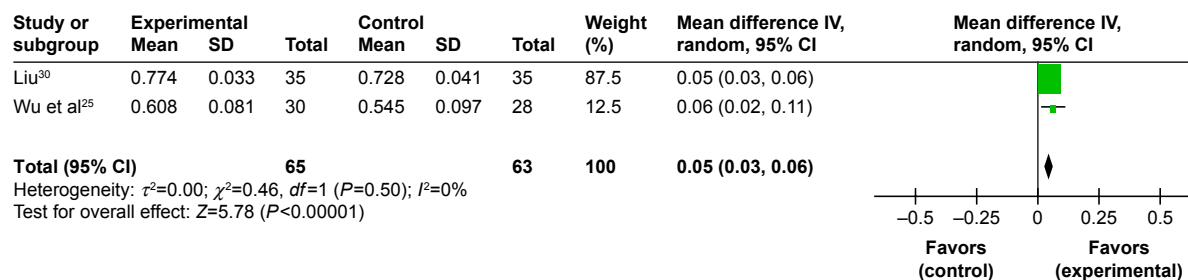 Study or subgroup Experimental Control Weight (%) Mean difference IV, random, 95% CI Mean difference IV, random, 95% CI
Mean SD Total Mean SD Total
Liu30 0.774 0.033 35 0.728 0.041 35 87.5 0.05 (0.03, 0.06)
Wu et al25 0.608 0.081 30 0.545 0.097 28 12.5 0.06 (0.02, 0.11)
Total (95% CI) 65 63 100 0.05 (0.03, 0.06)
Heterogeneity: τ²=0.00; χ²=0.46, df=1 (P=0.50); I²=0%
Test for overall effect: Z=5.78 (P<0.00001)
–0.5 –0.25 0 0.25 0.5
Favors (control) Favors (experimental)